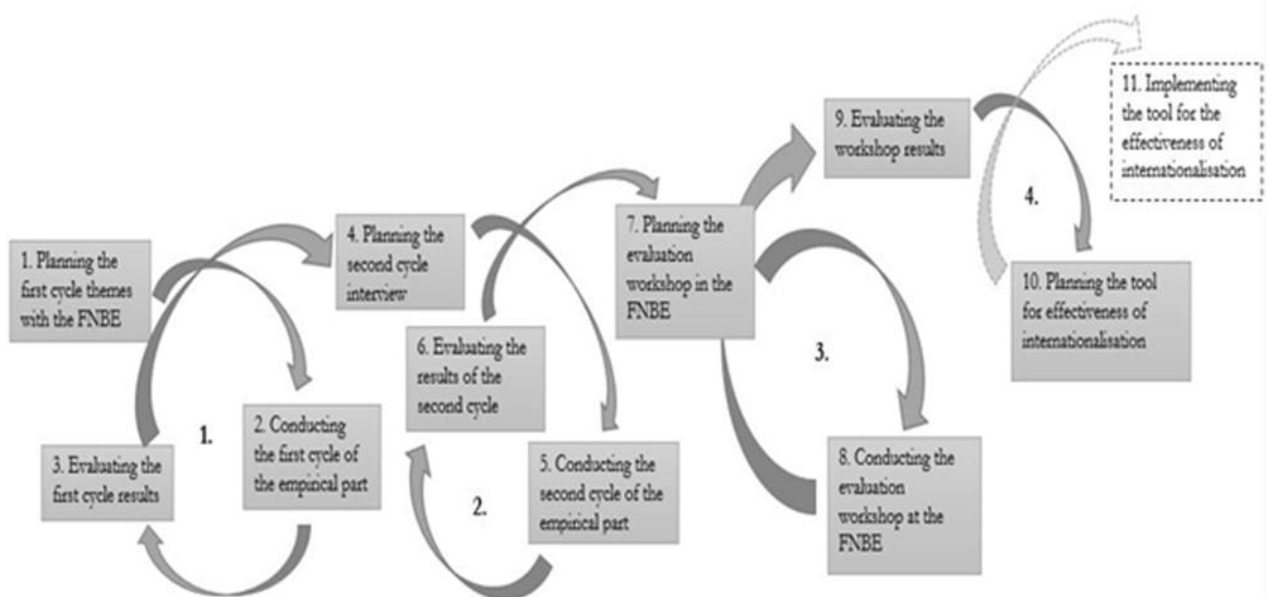 1. Planning the
first cycle themes
with the FNBE
2. Conducting
the first cycle of
the empirical part
3. Evaluating the
first cycle results
1.
4. Planning the
second cycle
interview
5. Conducting the
second cycle of the
empirical part
6. Evaluating the
results of the
second cycle
2.
7. Planning the
evaluation
workshop in the
FNBE
8. Conducting the
evaluation
workshop at the
FNBE
3.
9. Evaluating the
workshop results
10. Planning the tool
for effectiveness of
internationalisation
4.
11. Implementing
the tool for the
effectiveness of
internationalisation